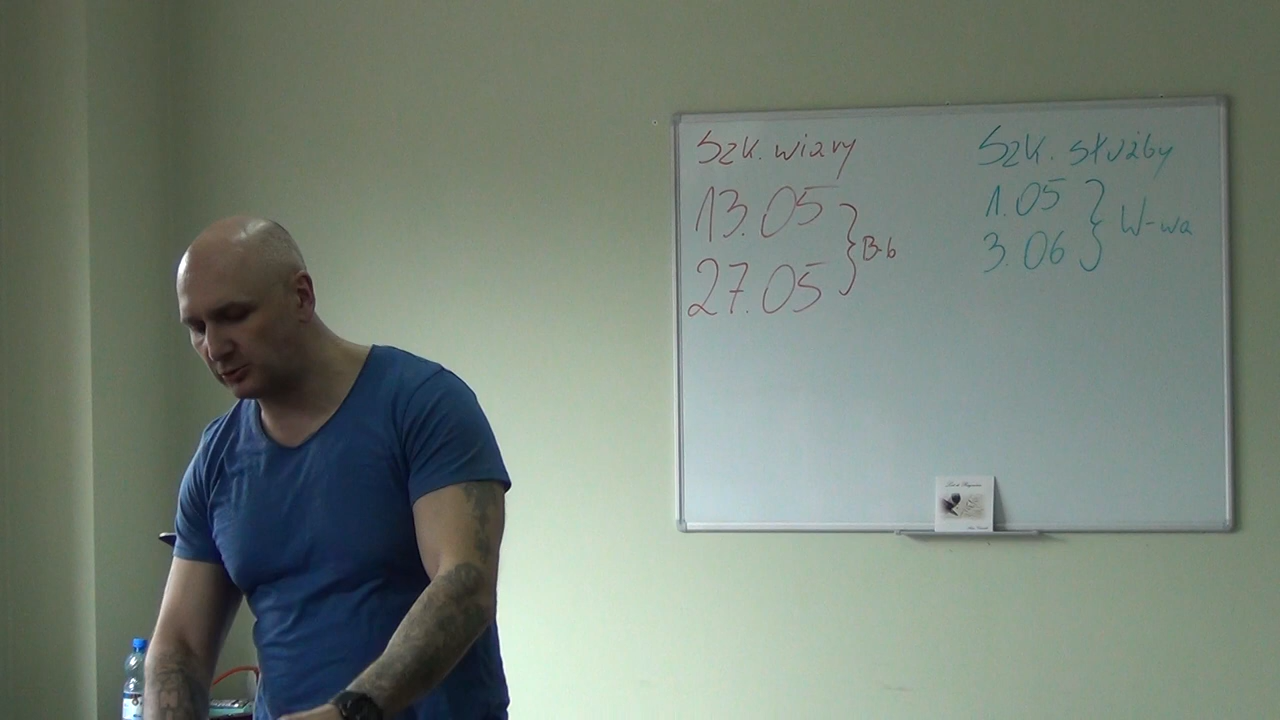 Szk. wiary
13.05
27.05
B-b
Szk. służby
1.05
3.06
W-wa